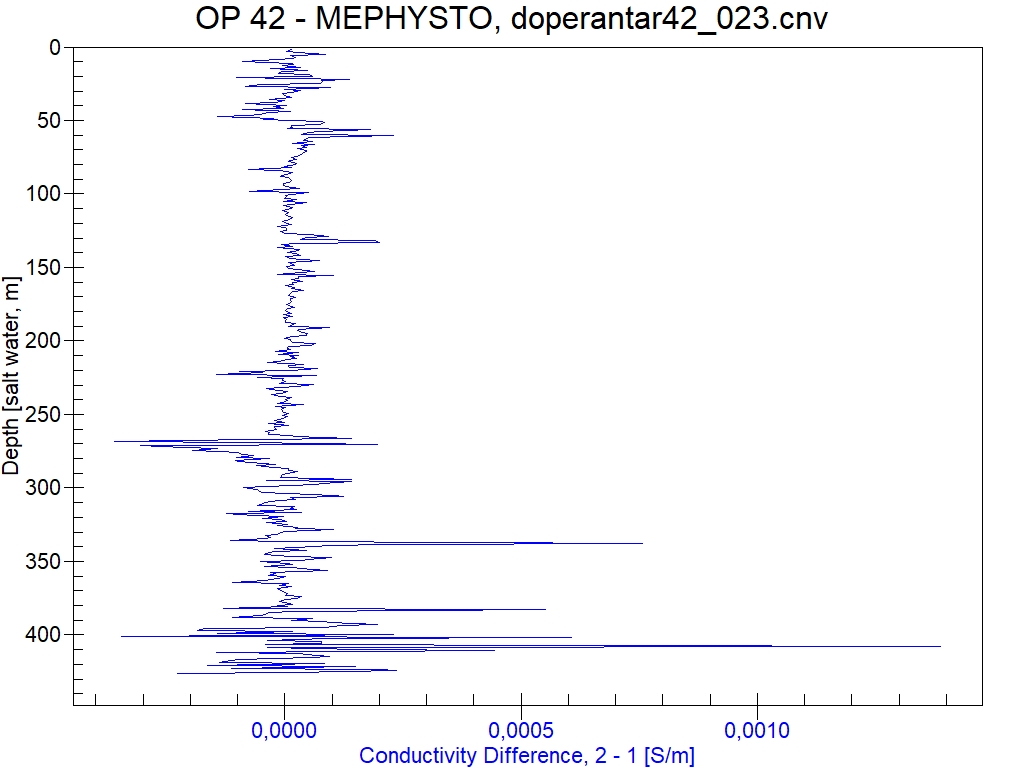 OP 42 - MEPHYSTO, doperantar42_023.cnv
Depth [salt water, m]
0
50
100
150
200
250
300
350
400
0,0000 0,0005 0,0010
Conductivity Difference, 2 - 1 [S/m]